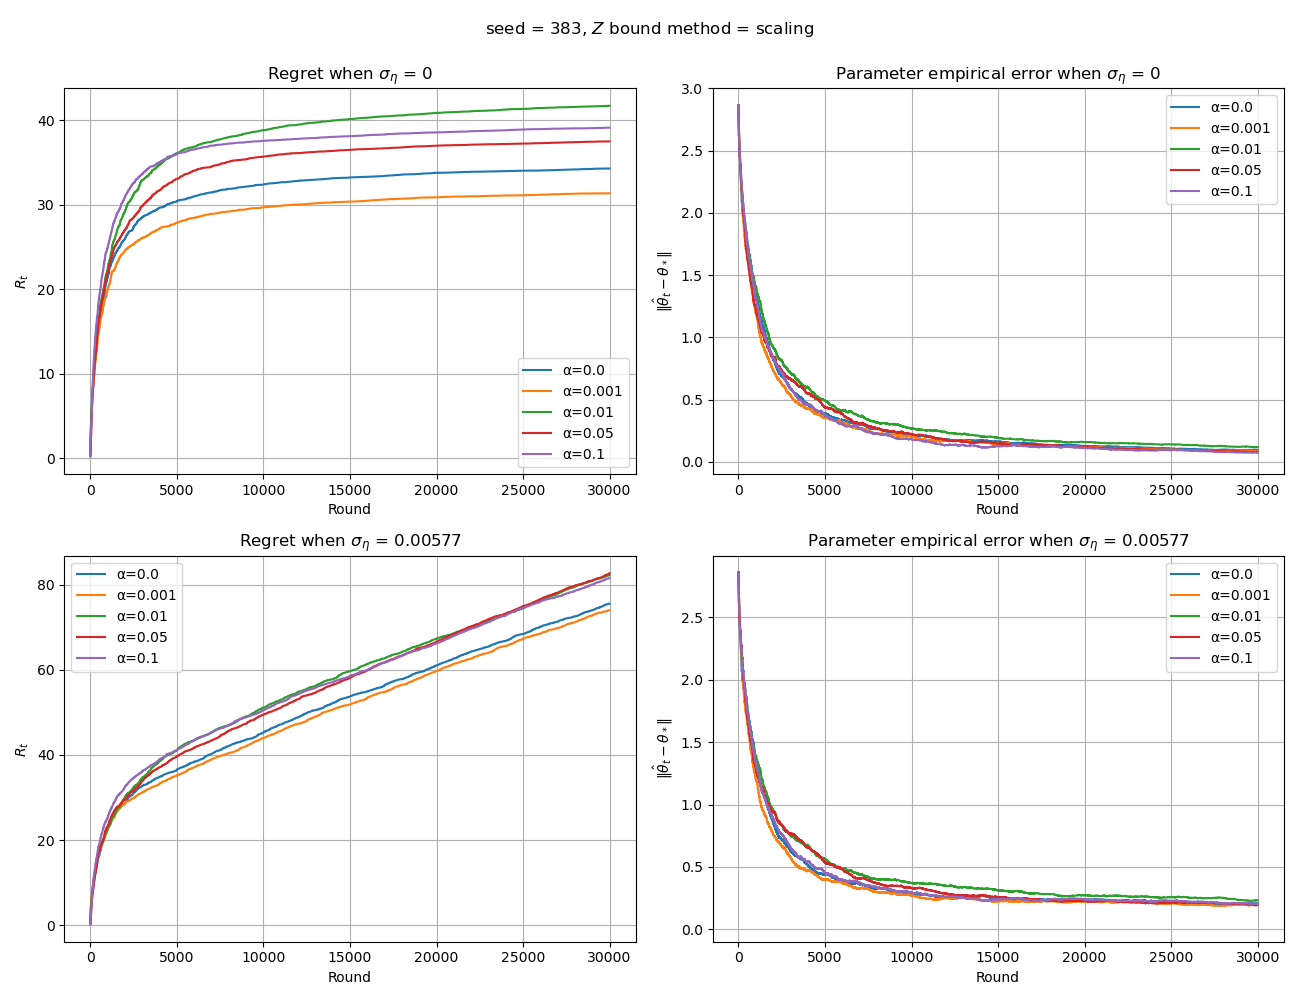 seed = 383, Z bound method = scaling
Regret when σ_η = 0
R_t
40
30
20
10
0
0 5000 10000 15000 20000 25000 30000
Round
α=0.0
α=0.001
α=0.01
α=0.05
α=0.1
Parameter empirical error when σ_η = 0
‖θ̂_t − θ_*‖
3.0
2.5
2.0
1.5
1.0
0.5
0.0
0 5000 10000 15000 20000 25000 30000
Round
α=0.0
α=0.001
α=0.01
α=0.05
α=0.1
Regret when σ_η = 0.00577
R_t
80
60
40
20
0
0 5000 10000 15000 20000 25000 30000
Round
α=0.0
α=0.001
α=0.01
α=0.05
α=0.1
Parameter empirical error when σ_η = 0.00577
‖θ̂_t − θ_*‖
2.5
2.0
1.5
1.0
0.5
0.0
0 5000 10000 15000 20000 25000 30000
Round
α=0.0
α=0.001
α=0.01
α=0.05
α=0.1